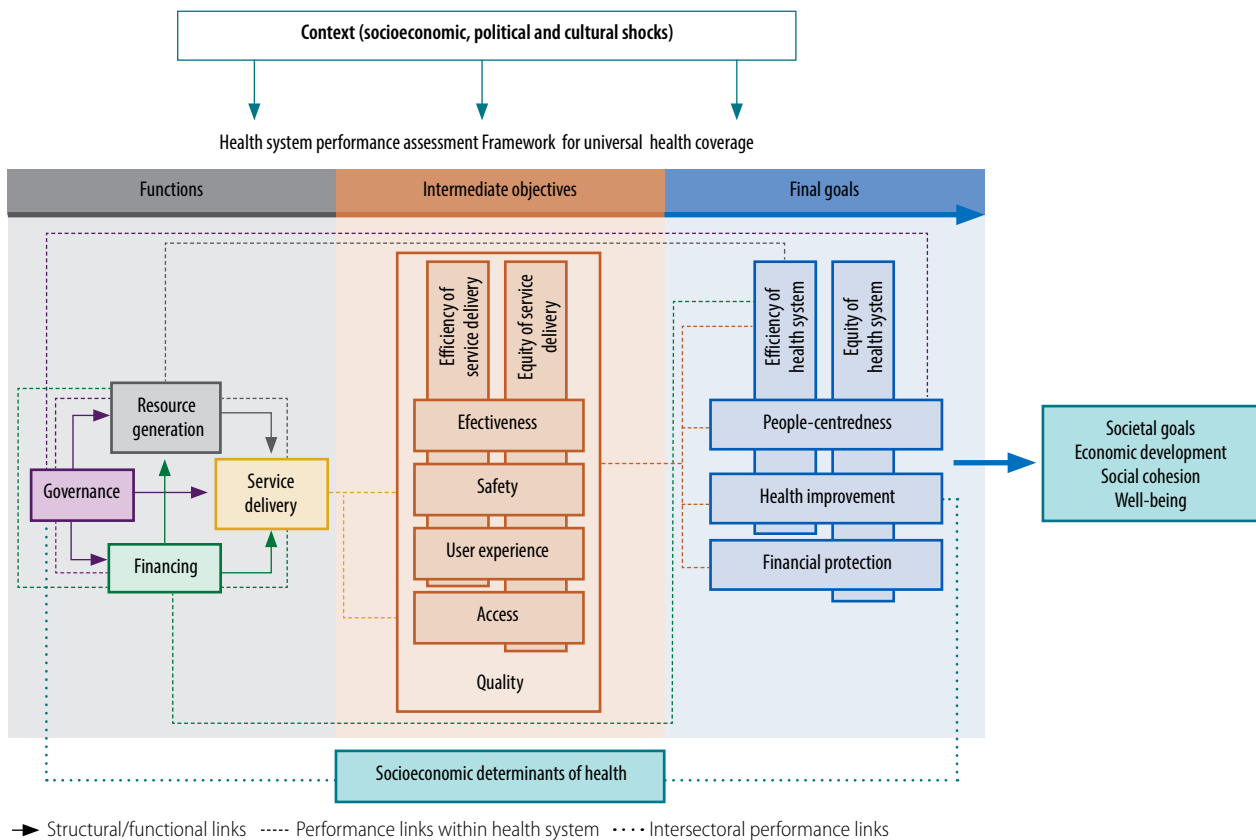 Context (socioeconomic, political and cultural shocks)
Health system performance assessment Framework for universal health coverage
Functions
Intermediate objectives
Final goals
Efficiency of
service delivery
Equity of service
delivery
Efficiency of
health system
Equity of
health system
Resource
generation
Governance
Service
delivery
Financing
Efectiveness
Safety
User experience
Access
Quality
People-centredness
Health improvement
Financial protection
Societal goals
Economic development
Social cohesion
Well-being
Socioeconomic determinants of health
Structural/functional links
Performance links within health system
Intersectoral performance links